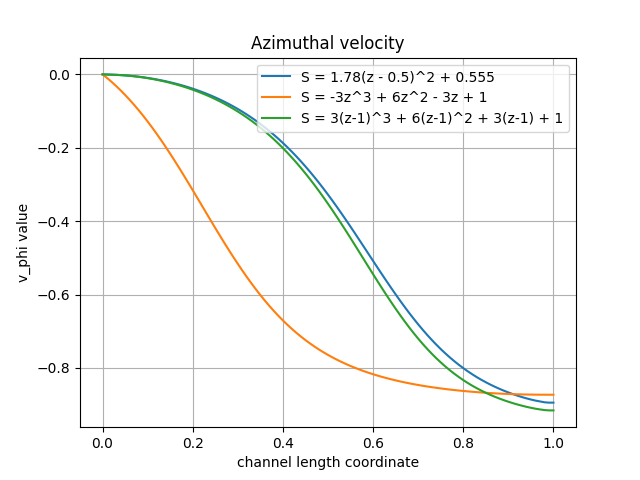 Azimuthal velocity
S = 1.78(z - 0.5)^2 + 0.555
S = -3z^3 + 6z^2 - 3z + 1
S = 3(z-1)^3 + 6(z-1)^2 + 3(z-1) + 1
v_phi value
0.0
−0.2
−0.4
−0.6
−0.8
0.0 0.2 0.4 0.6 0.8 1.0
channel length coordinate